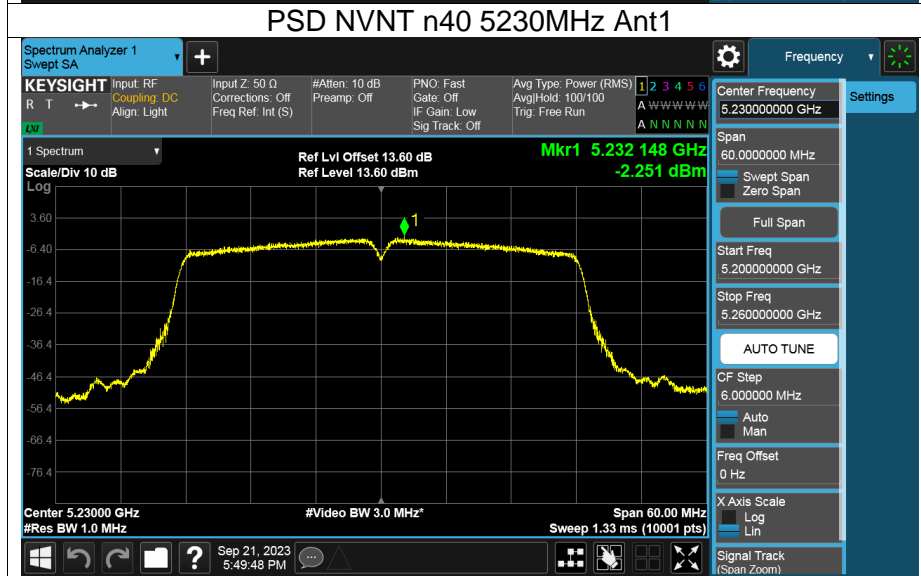 PSD NVNT n40 5230MHz Ant1
Spectrum Analyzer 1
Swept SA
+
Frequency
KEYSIGHT
R T
LXI
Input: RF
Coupling: DC
Align: Light
Input Z: 50 Ω
Corrections: Off
Freq Ref: Int (S)
#Atten: 10 dB
Preamp: Off
PNO: Fast
Gate: Off
IF Gain: Low
Sig Track: Off
Avg Type: Power (RMS)
Avg|Hold: 100/100
Trig: Free Run
1 2 3 4 5 6
A W W W W W
A N N N N N
1 Spectrum
Scale/Div 10 dB
Log
Ref Lvl Offset 13.60 dB
Ref Level 13.60 dBm
Mkr1 5.232 148 GHz
-2.251 dBm
3.60
-6.40
-16.4
-26.4
-36.4
-46.4
-56.4
-66.4
-76.4
1
Center 5.23000 GHz
#Res BW 1.0 MHz
#Video BW 3.0 MHz*
Span 60.00 MHz
Sweep 1.33 ms (10001 pts)
?
Sep 21, 2023
5:49:48 PM
Center Frequency
5.230000000 GHz
Span
60.0000000 MHz
Swept Span
Zero Span
Full Span
Start Freq
5.200000000 GHz
Stop Freq
5.260000000 GHz
AUTO TUNE
CF Step
6.000000 MHz
Auto
Man
Freq Offset
0 Hz
X Axis Scale
Log
Lin
Signal Track
(Span Zoom)
Settings